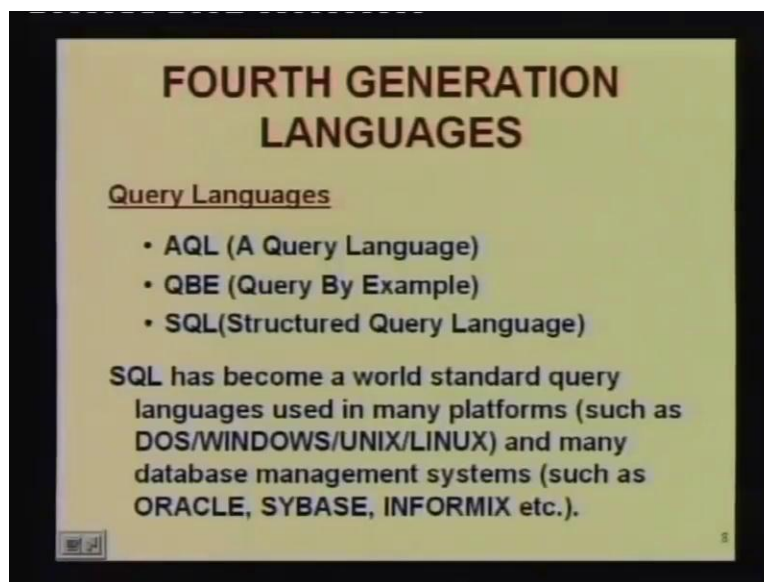 FOURTH GENERATION
LANGUAGES
Query Languages
• AQL (A Query Language)
• QBE (Query By Example)
• SQL(Structured Query Language)
SQL has become a world standard query
languages used in many platforms (such as
DOS/WINDOWS/UNIX/LINUX) and many
database management systems (such as
ORACLE, SYBASE, INFORMIX etc.).